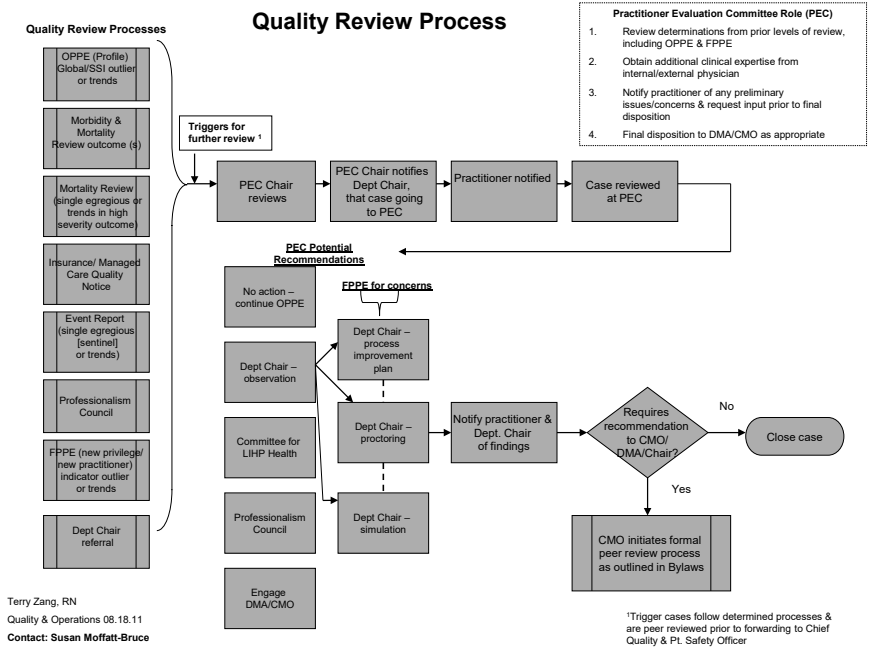 Quality Review Process
Quality Review Processes
OPPE (Profile)
Global/SSI outlier
or trends
Morbidity &
Mortality
Review outcome (s)
Mortality Review
(single egregious or
trends in high
severity outcome)
Insurance/ Managed
Care Quality
Notice
Event Report
(single egregious
[sentinel]
or trends)
Professionalism
Council
FPPE (new privilege/
new practitioner)
indicator outlier
or trends
Dept Chair
referral
Triggers for
further review ¹
Practitioner Evaluation Committee Role (PEC)
1. Review determinations from prior levels of review,
including OPPE & FPPE
2. Obtain additional clinical expertise from
internal/external physician
3. Notify practitioner of any preliminary
issues/concerns & request input prior to final
disposition
4. Final disposition to DMA/CMO as appropriate
PEC Chair
reviews
PEC Chair notifies
Dept Chair,
that case going
to PEC
Practitioner notified
Case reviewed
at PEC
PEC Potential
Recommendations
No action –
continue OPPE
Dept Chair –
observation
Committee for
LIHP Health
Professionalism
Council
Engage
DMA/CMO
FPPE for concerns
Dept Chair –
process
improvement
plan
Dept Chair –
proctoring
Dept Chair –
simulation
Notify practitioner &
Dept. Chair
of findings
Requires
recommendation
to CMO/
DMA/Chair?
No
Close case
Yes
CMO initiates formal
peer review process
as outlined in Bylaws
Terry Zang, RN
Quality & Operations 08.18.11
Contact: Susan Moffatt-Bruce
¹Trigger cases follow determined processes &
are peer reviewed prior to forwarding to Chief
Quality & Pt. Safety Officer